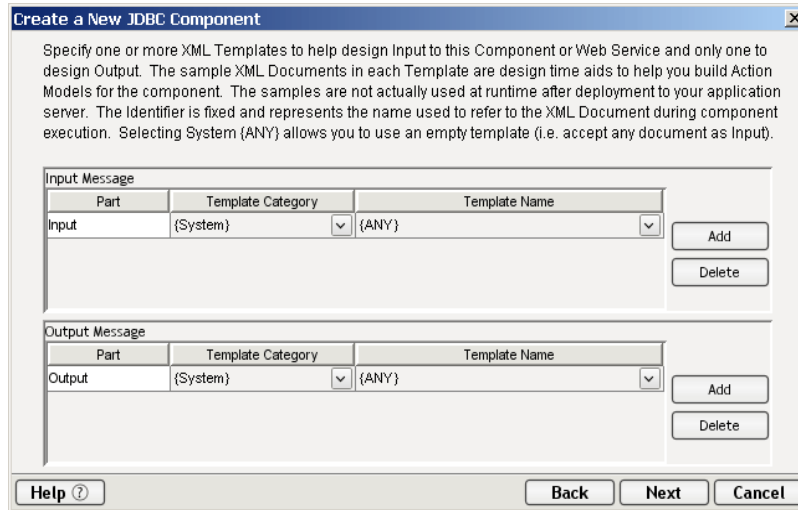 Create a New JDBC Component
Specify one or more XML Templates to help design Input to this Component or Web Service and only one to
design Output. The sample XML Documents in each Template are design time aids to help you build Action
Models for the component. The samples are not actually used at runtime after deployment to your application
server. The Identifier is fixed and represents the name used to refer to the XML Document during component
execution. Selecting System {ANY} allows you to use an empty template (i.e. accept any document as Input).
Input Message
Part Template Category Template Name
Input {System} {ANY}
Add
Delete
Output Message
Part Template Category Template Name
Output {System} {ANY}
Add
Delete
Help ? Back Next Cancel